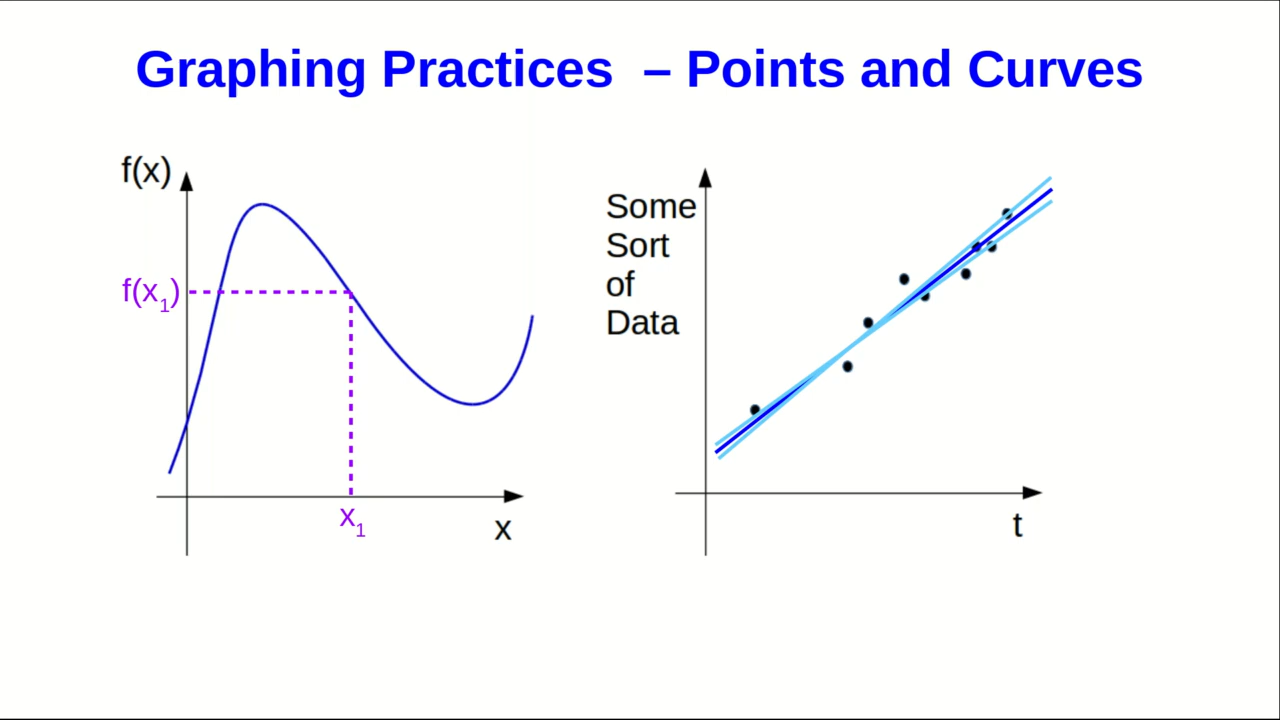 Graphing Practices – Points and Curves
f(x)
f(x₁)
x₁
x
Some
Sort
of
Data
t